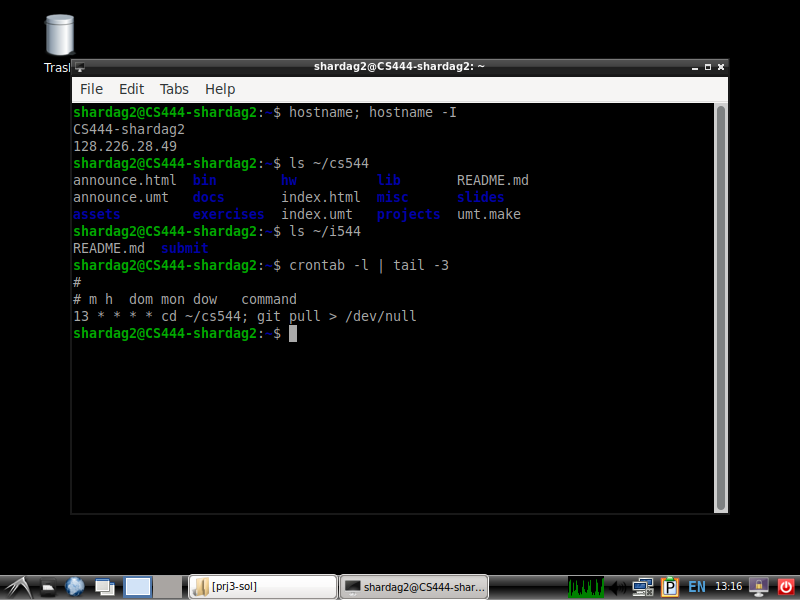 Trash
shardag2@CS444-shardag2: ~
File Edit Tabs Help
shardag2@CS444-shardag2:~$ hostname; hostname -I
CS444-shardag2
128.226.28.49
shardag2@CS444-shardag2:~$ ls ~/cs544
announce.html bin hw lib README.md
announce.umt docs index.html misc slides
assets exercises index.umt projects umt.make
shardag2@CS444-shardag2:~$ ls ~/i544
README.md submit
shardag2@CS444-shardag2:~$ crontab -l | tail -3
#
# m h dom mon dow command
13 * * * * cd ~/cs544; git pull > /dev/null
shardag2@CS444-shardag2:~$
[prj3-sol]
shardag2@CS444-shar...
P
EN
13:16